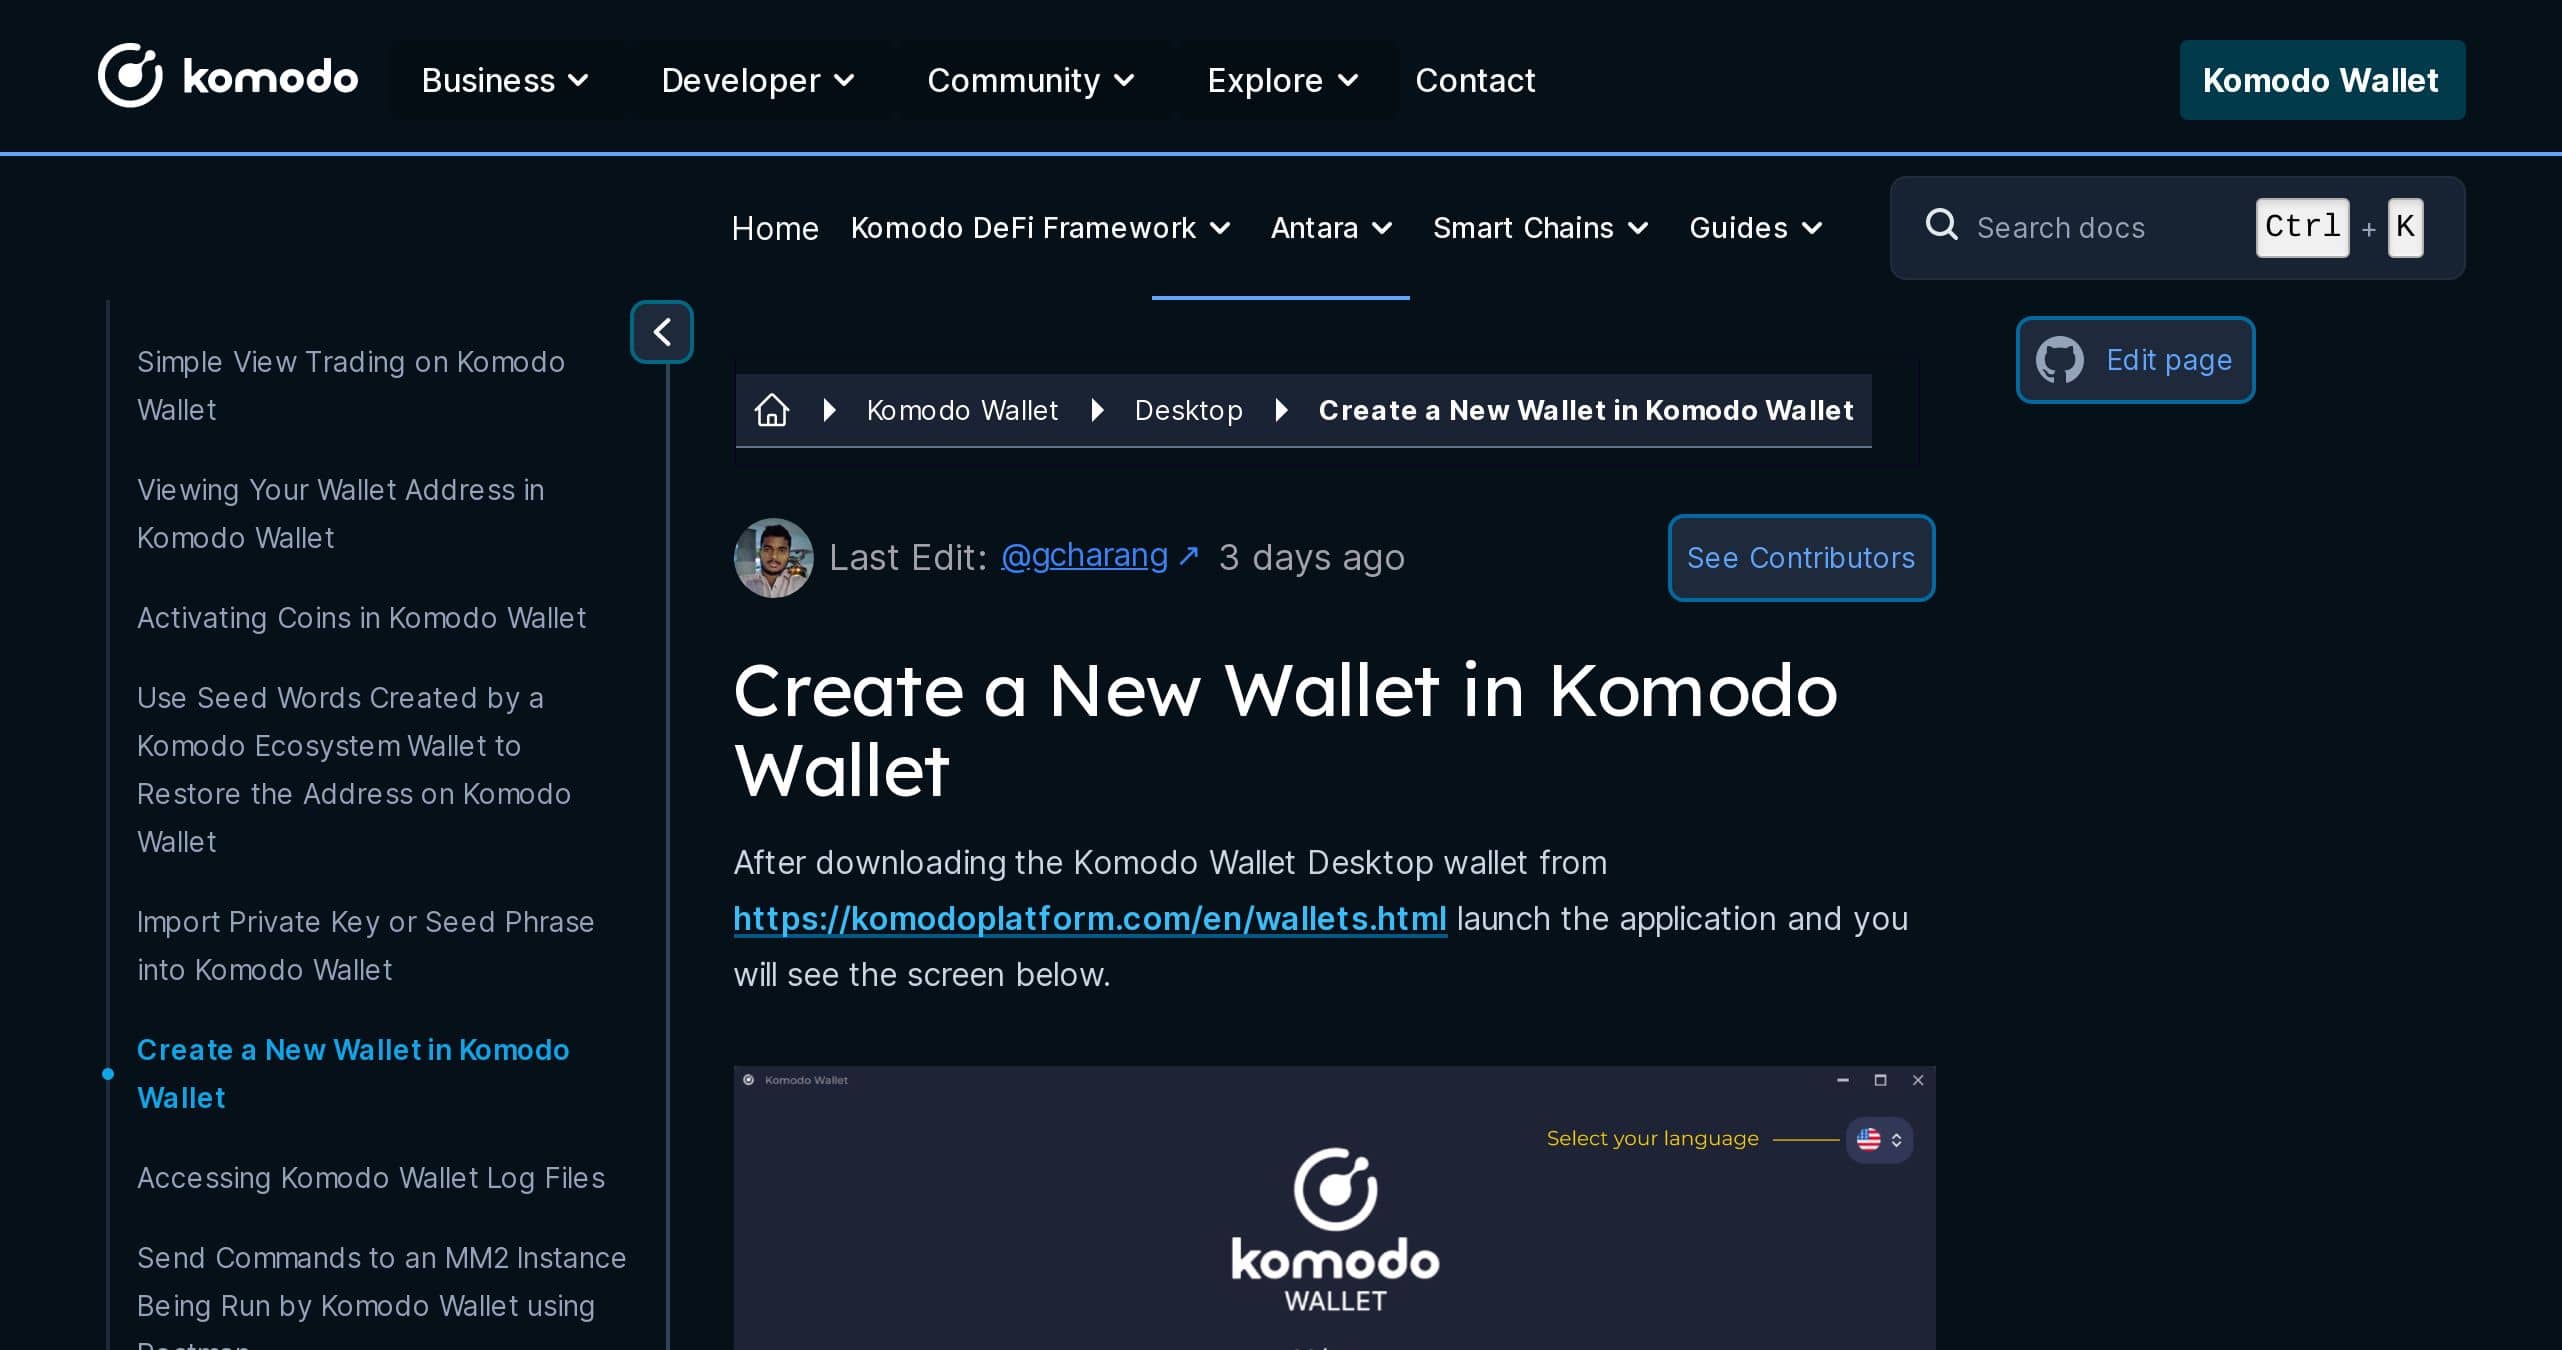 komodo
Business
Developer
Community
Explore
Contact
Komodo Wallet
Home
Komodo DeFi Framework
Antara
Smart Chains
Guides
Search docs
Ctrl + K
Simple View Trading on Komodo
Wallet
Viewing Your Wallet Address in
Komodo Wallet
Activating Coins in Komodo Wallet
Use Seed Words Created by a
Komodo Ecosystem Wallet to
Restore the Address on Komodo
Wallet
Import Private Key or Seed Phrase
into Komodo Wallet
Create a New Wallet in Komodo
Wallet
Accessing Komodo Wallet Log Files
Send Commands to an MM2 Instance
Being Run by Komodo Wallet using
Komodo Wallet
Desktop
Create a New Wallet in Komodo Wallet
Edit page
Last Edit: @gcharang ↗ 3 days ago
See Contributors
Create a New Wallet in Komodo
Wallet
After downloading the Komodo Wallet Desktop wallet from
https://komodoplatform.com/en/wallets.html launch the application and you
will see the screen below.
Komodo Wallet
Select your language
komodo
WALLET